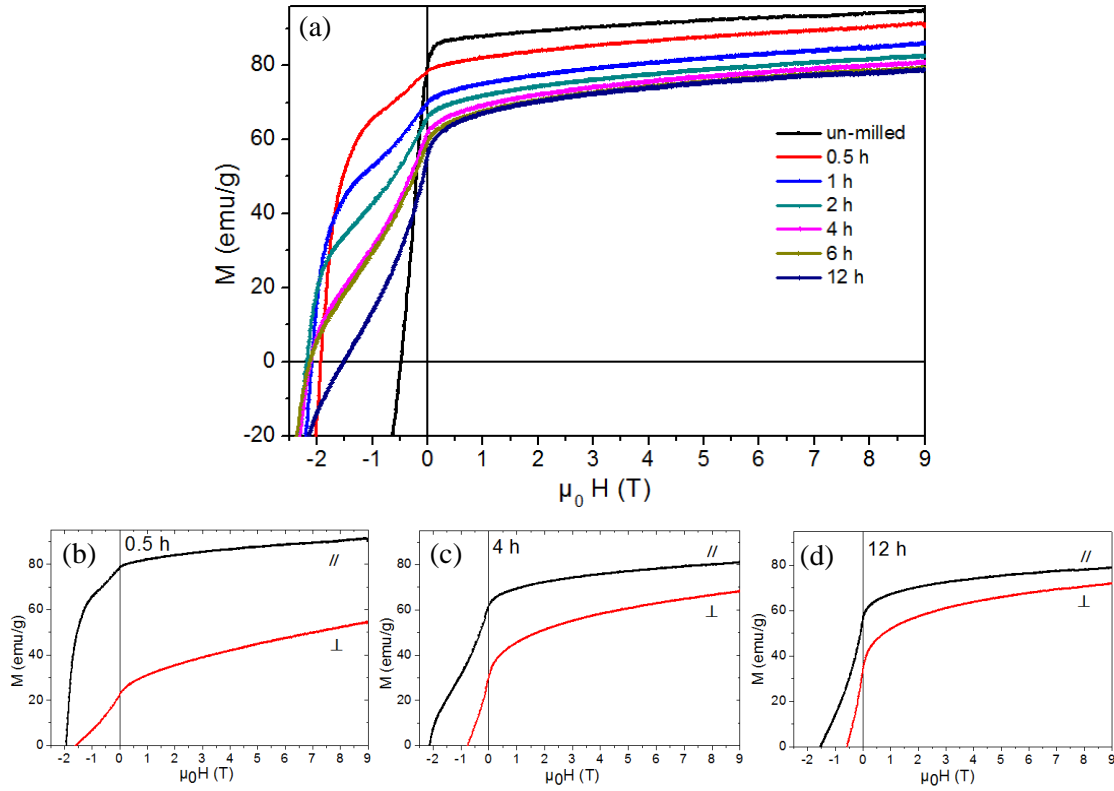 (a)
80
60
40
20
0
-20
M (emu/g)
-2 -1 0 1 2 3 4 5 6 7 8 9
μ₀ H (T)
un-milled
0.5 h
1 h
2 h
4 h
6 h
12 h
(b)
0.5 h
//
⊥
80
60
40
20
0
M (emu/g)
-2 -1 0 1 2 3 4 5 6 7 8 9
μ₀H (T)
(c)
4 h
//
⊥
80
60
40
20
0
M (emu/g)
-2 -1 0 1 2 3 4 5 6 7 8 9
μ₀H (T)
(d)
12 h
//
⊥
80
60
40
20
0
M (emu/g)
-2 -1 0 1 2 3 4 5 6 7 8 9
μ₀H (T)